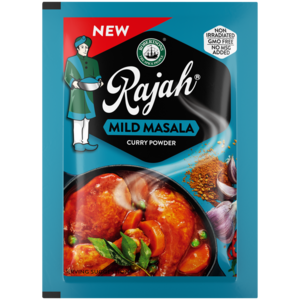 NEW
Rajah®
MILD MASALA
CURRY POWDER
NON
IRRADIATED
GMO FREE
NO MSG
ADDED